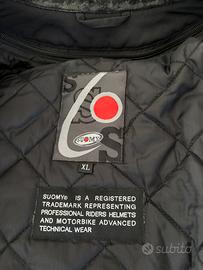 SUOMY
XL
SUOMY® IS A REGISTERED
TRADEMARK REPRESENTING
PROFESSIONAL RIDERS HELMETS
AND MOTORBIKE ADVANCED
TECHNICAL WEAR
subito